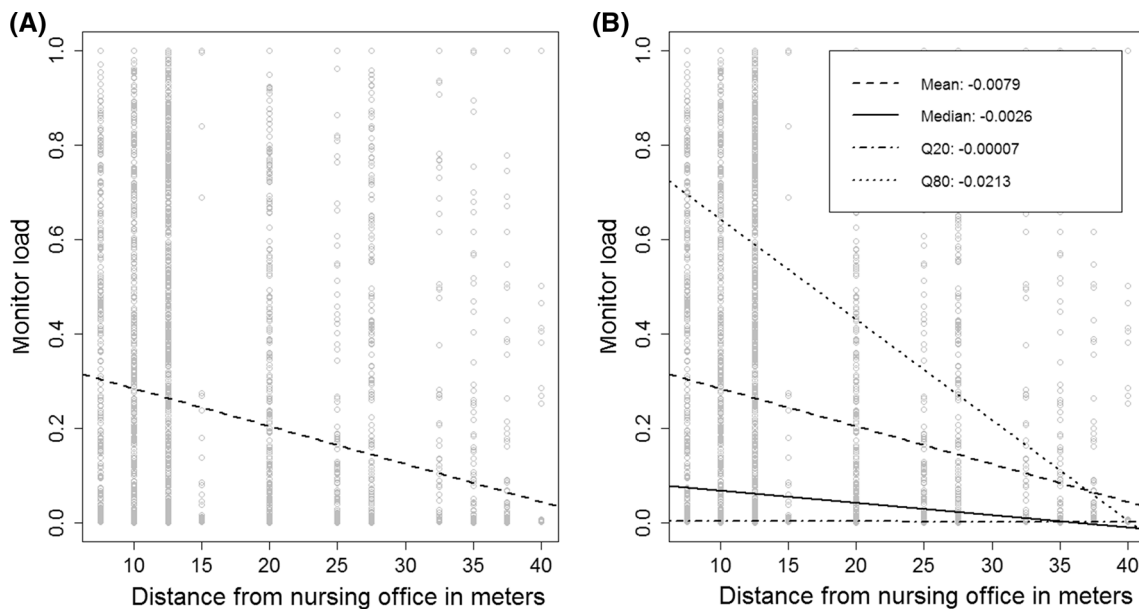 (A)
Monitor load
1.0
0.8
0.6
0.4
0.2
0.0
10 15 20 25 30 35 40
Distance from nursing office in meters
(B)
Monitor load
1.0
0.8
0.6
0.4
0.2
0.0
Mean: -0.0079
Median: -0.0026
Q20: -0.00007
Q80: -0.0213
10 15 20 25 30 35 40
Distance from nursing office in meters